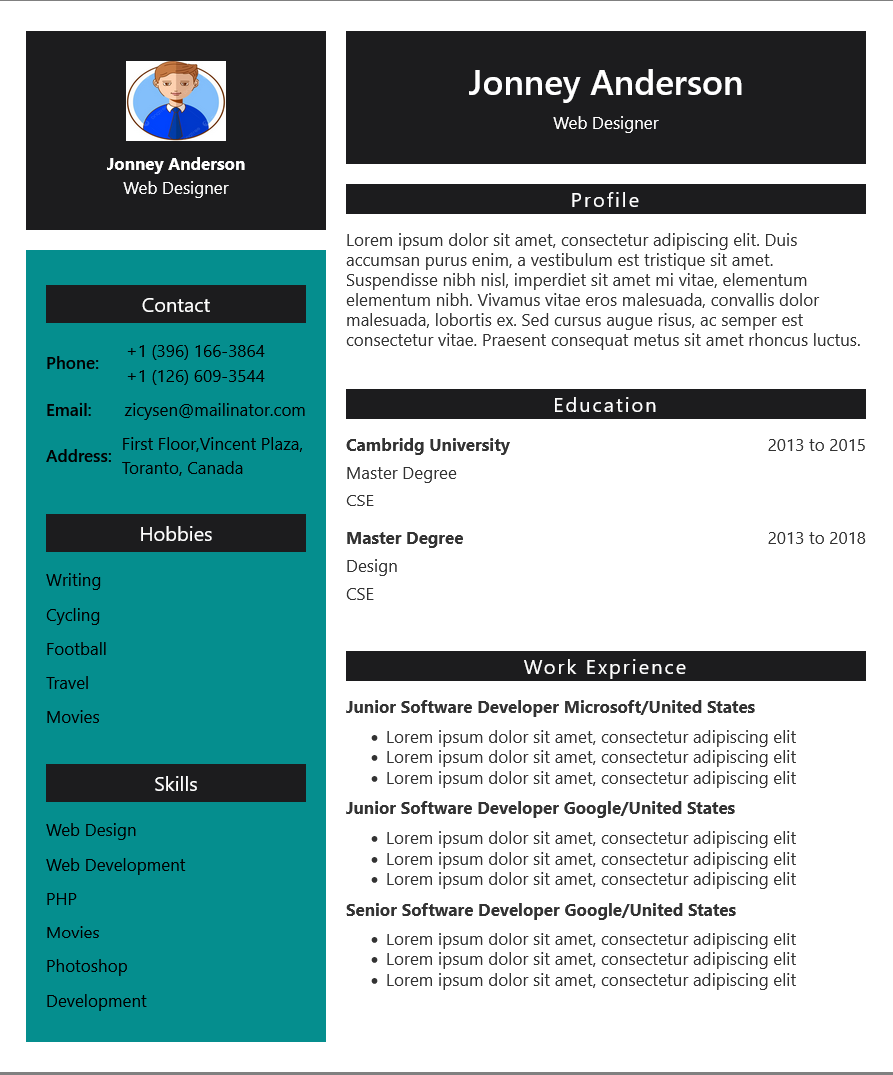 Jonney Anderson
Web Designer
Contact
Phone: +1 (396) 166-3864
+1 (126) 609-3544
Email: zicysen@mailinator.com
Address: First Floor,Vincent Plaza,
Toranto, Canada
Hobbies
Writing
Cycling
Football
Travel
Movies
Skills
Web Design
Web Development
PHP
Movies
Photoshop
Development
Jonney Anderson
Web Designer
Profile
Lorem ipsum dolor sit amet, consectetur adipiscing elit. Duis
accumsan purus enim, a vestibulum est tristique sit amet.
Suspendisse nibh nisl, imperdiet sit amet mi vitae, elementum
elementum nibh. Vivamus vitae eros malesuada, convallis dolor
malesuada, lobortis ex. Sed cursus augue risus, ac semper est
consectetur vitae. Praesent consequat metus sit amet rhoncus luctus.
Education
Cambridg University 2013 to 2015
Master Degree
CSE
Master Degree 2013 to 2018
Design
CSE
Work Exprience
Junior Software Developer Microsoft/United States
• Lorem ipsum dolor sit amet, consectetur adipiscing elit
• Lorem ipsum dolor sit amet, consectetur adipiscing elit
• Lorem ipsum dolor sit amet, consectetur adipiscing elit
Junior Software Developer Google/United States
• Lorem ipsum dolor sit amet, consectetur adipiscing elit
• Lorem ipsum dolor sit amet, consectetur adipiscing elit
• Lorem ipsum dolor sit amet, consectetur adipiscing elit
Senior Software Developer Google/United States
• Lorem ipsum dolor sit amet, consectetur adipiscing elit
• Lorem ipsum dolor sit amet, consectetur adipiscing elit
• Lorem ipsum dolor sit amet, consectetur adipiscing elit